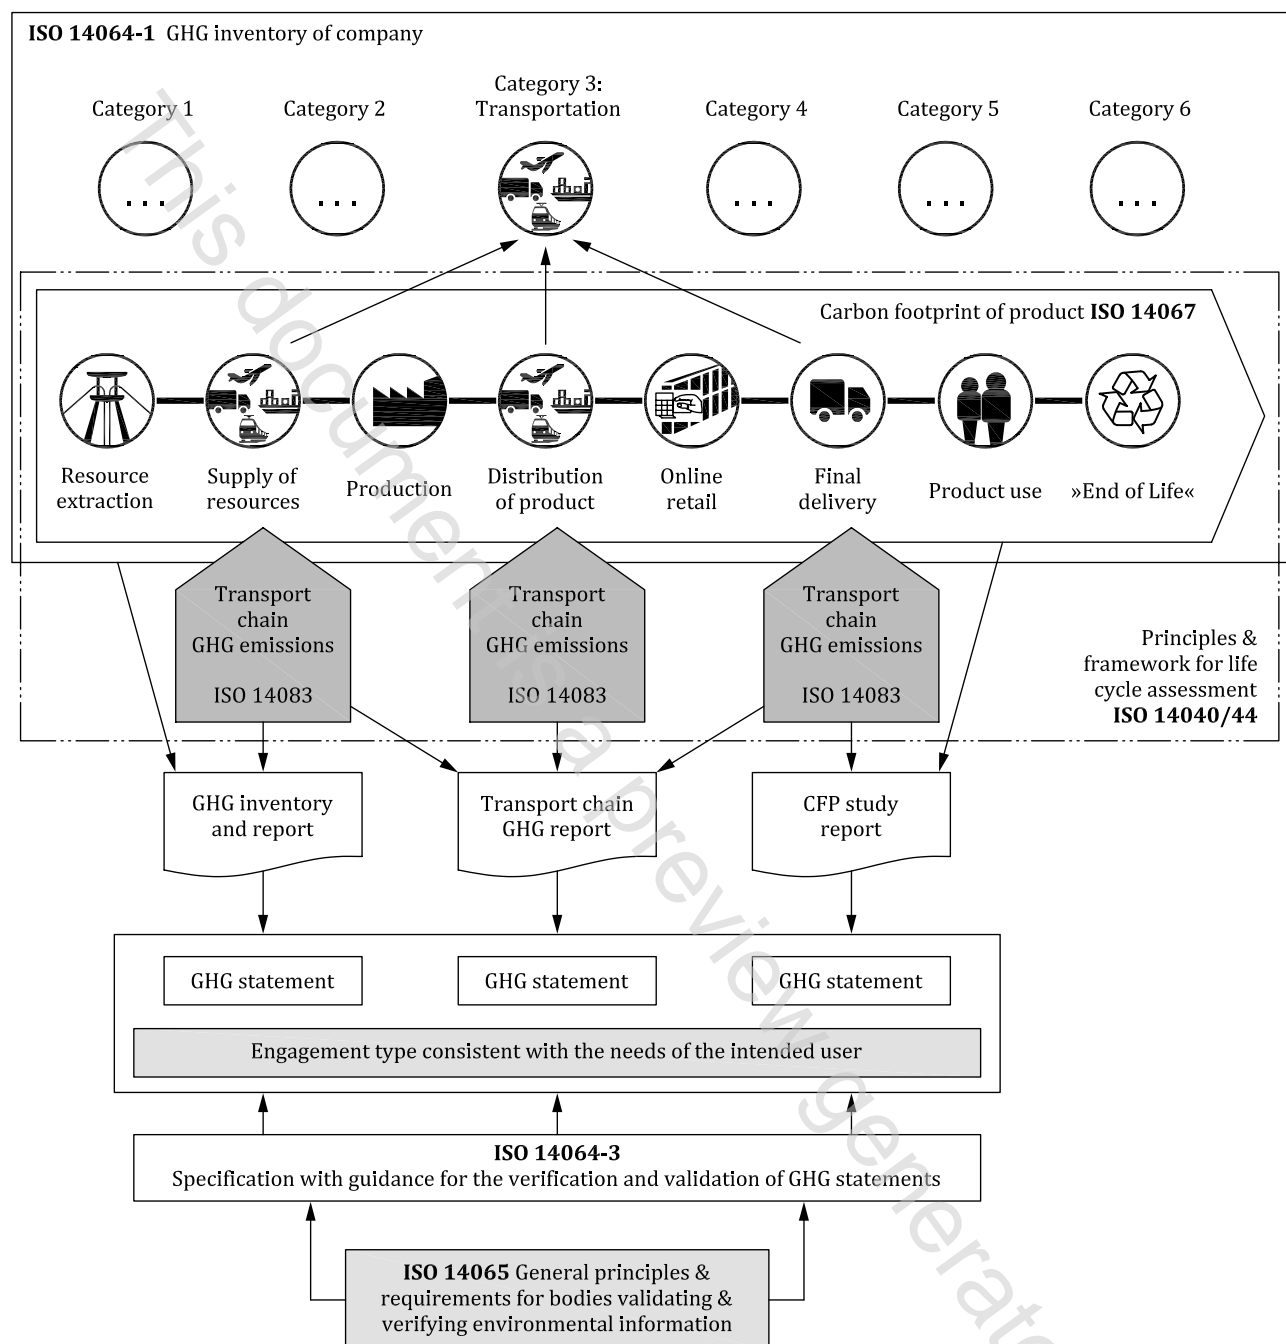 ISO 14064-1 GHG inventory of company
Category 1
Category 2
Category 3:
Transportation
Category 4
Category 5
Category 6
. . .
. . .
. . .
. . .
. . .
Carbon footprint of product ISO 14067
Resource
extraction
Supply of
resources
Production
Distribution
of product
Online
retail
Final
delivery
Product use
»End of Life«
Transport
chain
GHG emissions
ISO 14083
Transport
chain
GHG emissions
ISO 14083
Transport
chain
GHG emissions
ISO 14083
Principles &
framework for life
cycle assessment
ISO 14040/44
GHG inventory
and report
Transport chain
GHG report
CFP study
report
GHG statement
GHG statement
GHG statement
Engagement type consistent with the needs of the intended user
ISO 14064-3
Specification with guidance for the verification and validation of GHG statements
ISO 14065 General principles &
requirements for bodies validating &
verifying environmental information
This document is a preview generate